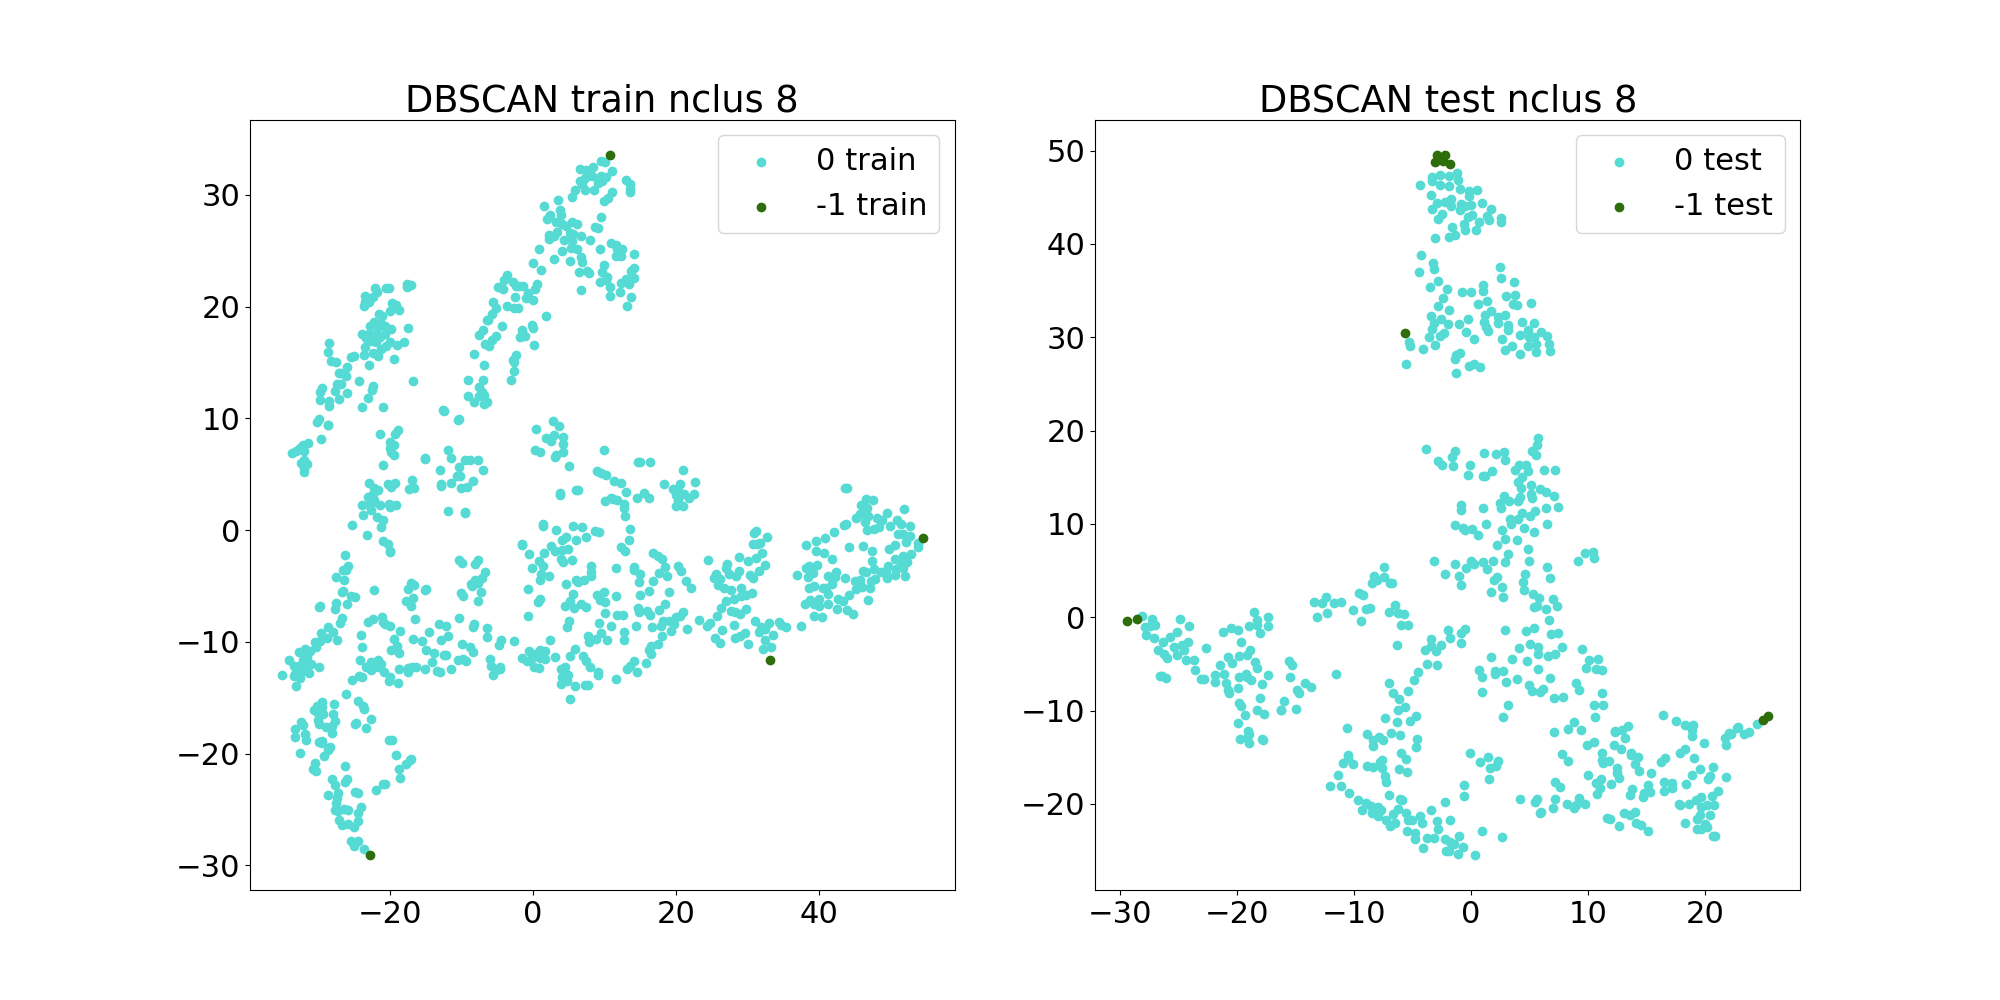 DBSCAN train nclus 8
0 train
-1 train
30
20
10
0
−10
−20
−30
−20 0 20 40
DBSCAN test nclus 8
0 test
-1 test
50
40
30
20
10
0
−10
−20
−30 −20 −10 0 10 20